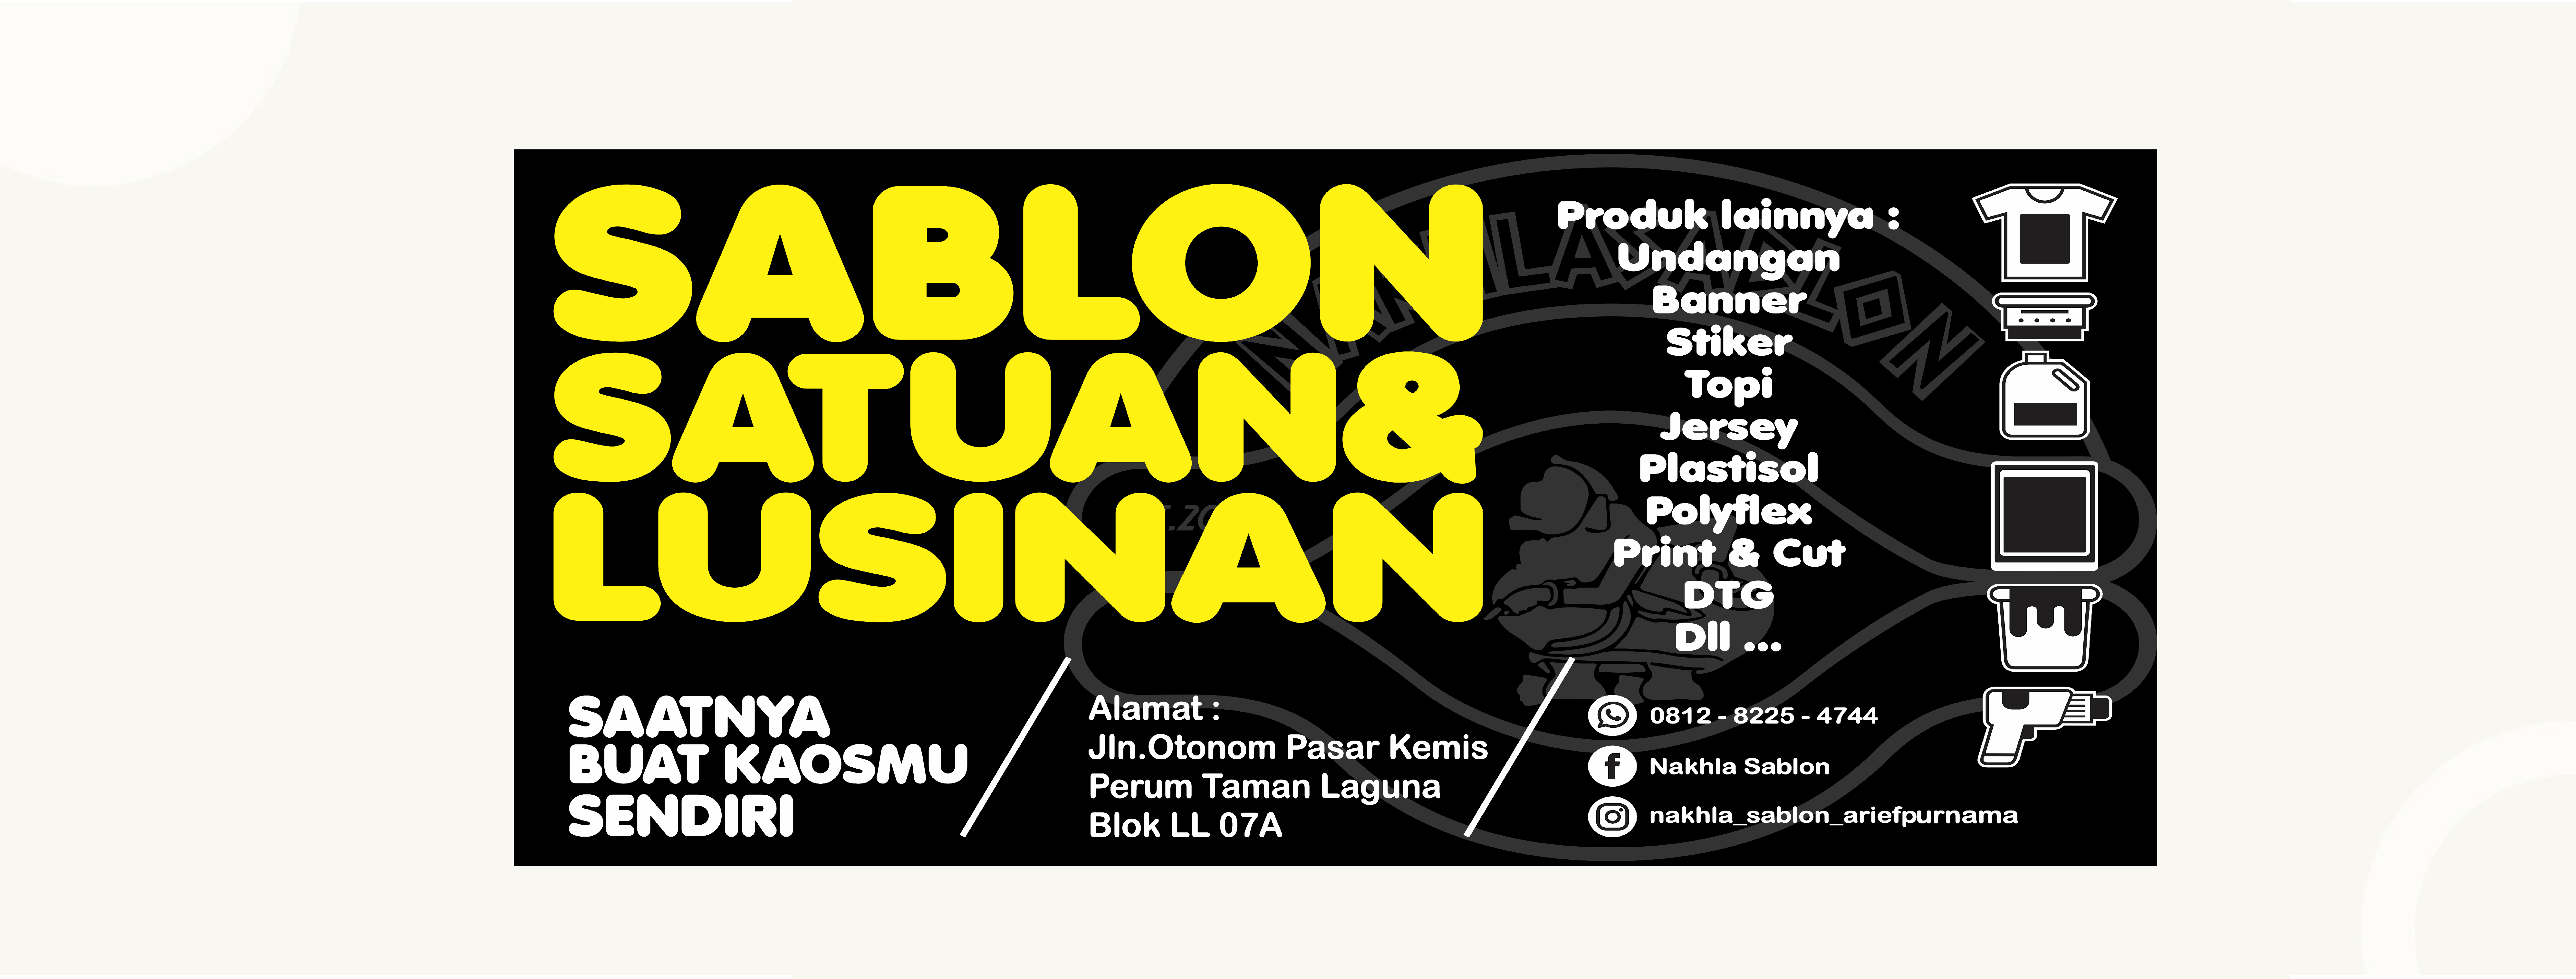 SABLON
SATUAN&
LUSINAN
Produk lainnya :
Undangan
Banner
Stiker
Topi
Jersey
Plastisol
Polyflex
Print & Cut
DTG
Dll ...
SAATNYA
BUAT KAOSMU
SENDIRI
Alamat :
Jln.Otonom Pasar Kemis
Perum Taman Laguna
Blok LL 07A
0812 - 8225 - 4744
Nakhla Sablon
nakhla_sablon_ariefpurnama